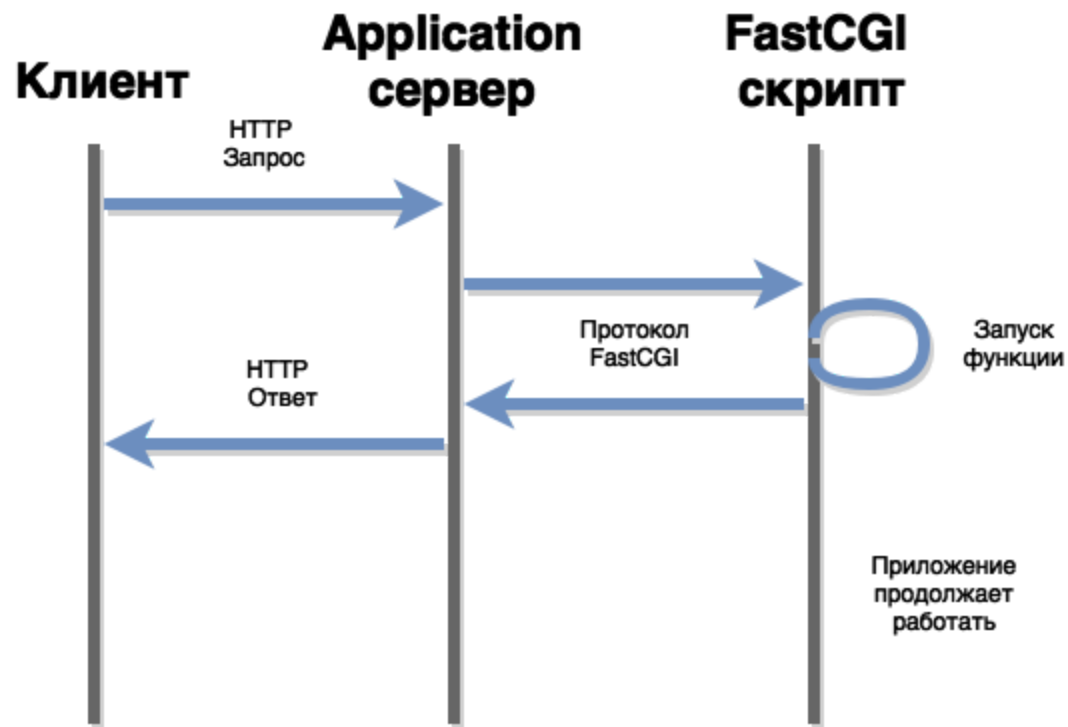 Клиент
Application
сервер
FastCGI
скрипт
HTTP
Запрос
Протокол
FastCGI
Запуск
функции
HTTP
Ответ
Приложение
продолжает
работать